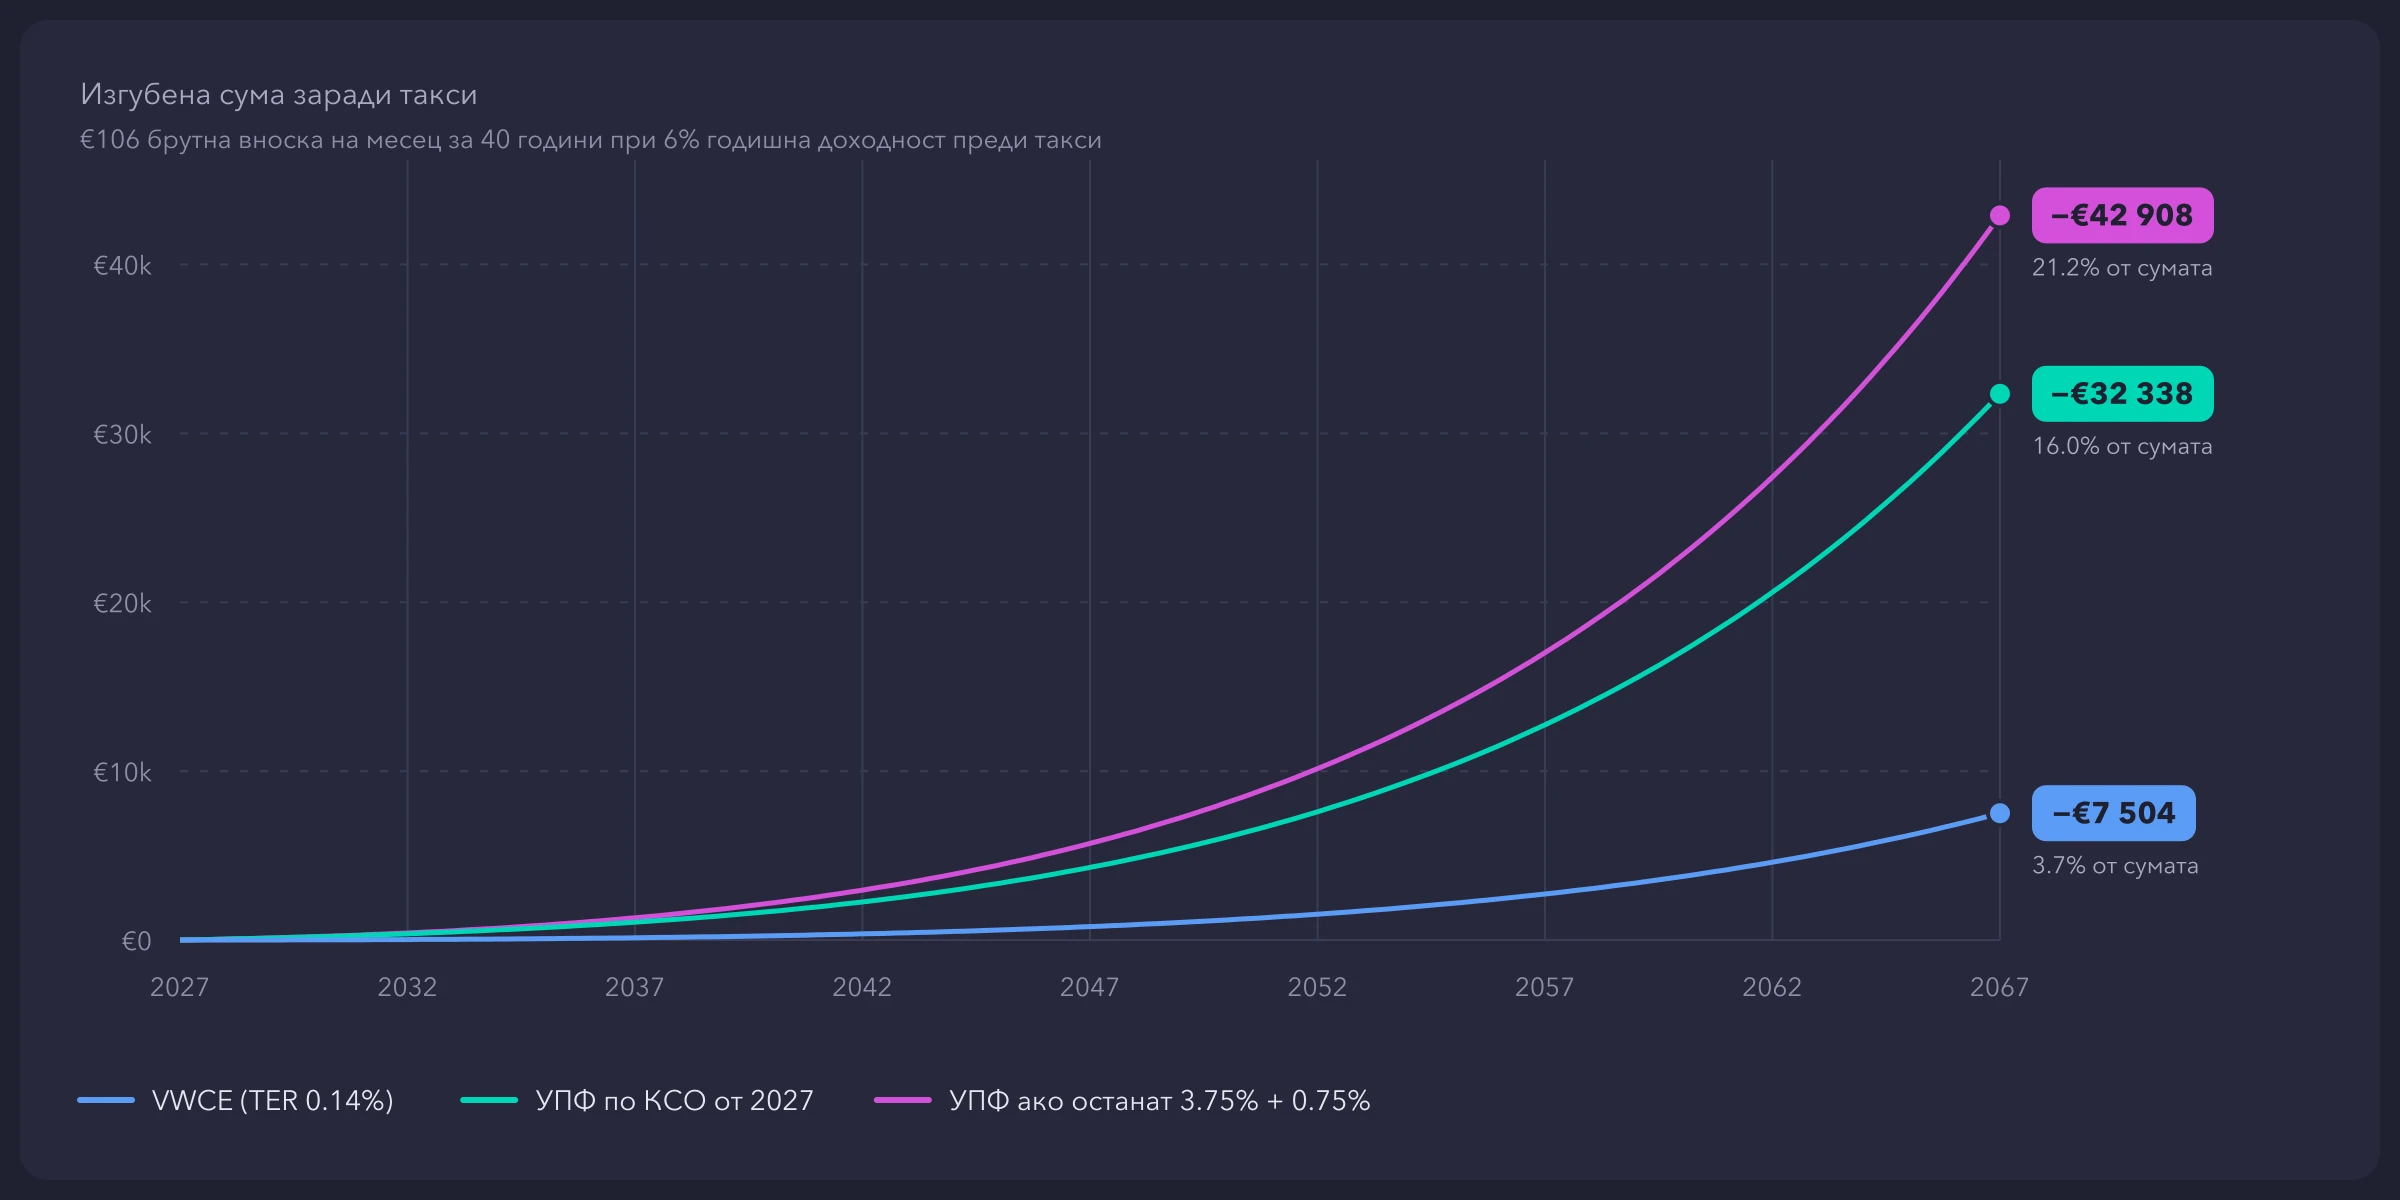 Изгубена сума заради такси
€106 брутна вноска на месец за 40 години при 6% годишна доходност преди такси
–€42 908
21.2% от сумата
€40k
–€32 338
16.0% от сумата
€30k
€20k
€10k
–€7 504
3.7% от сумата
€0
2027 2032 2037 2042 2047 2052 2057 2062 2067
VWCE (TER 0.14%) УПФ по КСО от 2027 УПФ ако останат 3.75% + 0.75%